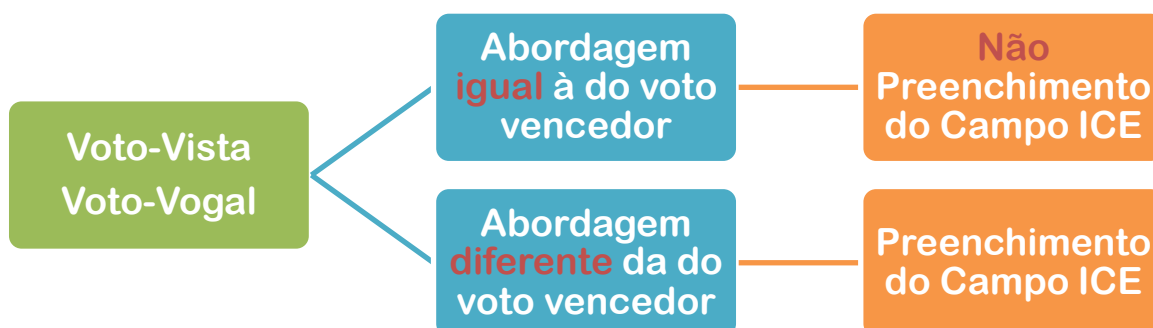 Voto-Vista
Voto-Vogal
Abordagem
igual à do voto
vencedor
Não
Preenchimento
do Campo ICE
Abordagem
diferente da do
voto vencedor
Preenchimento
do Campo ICE